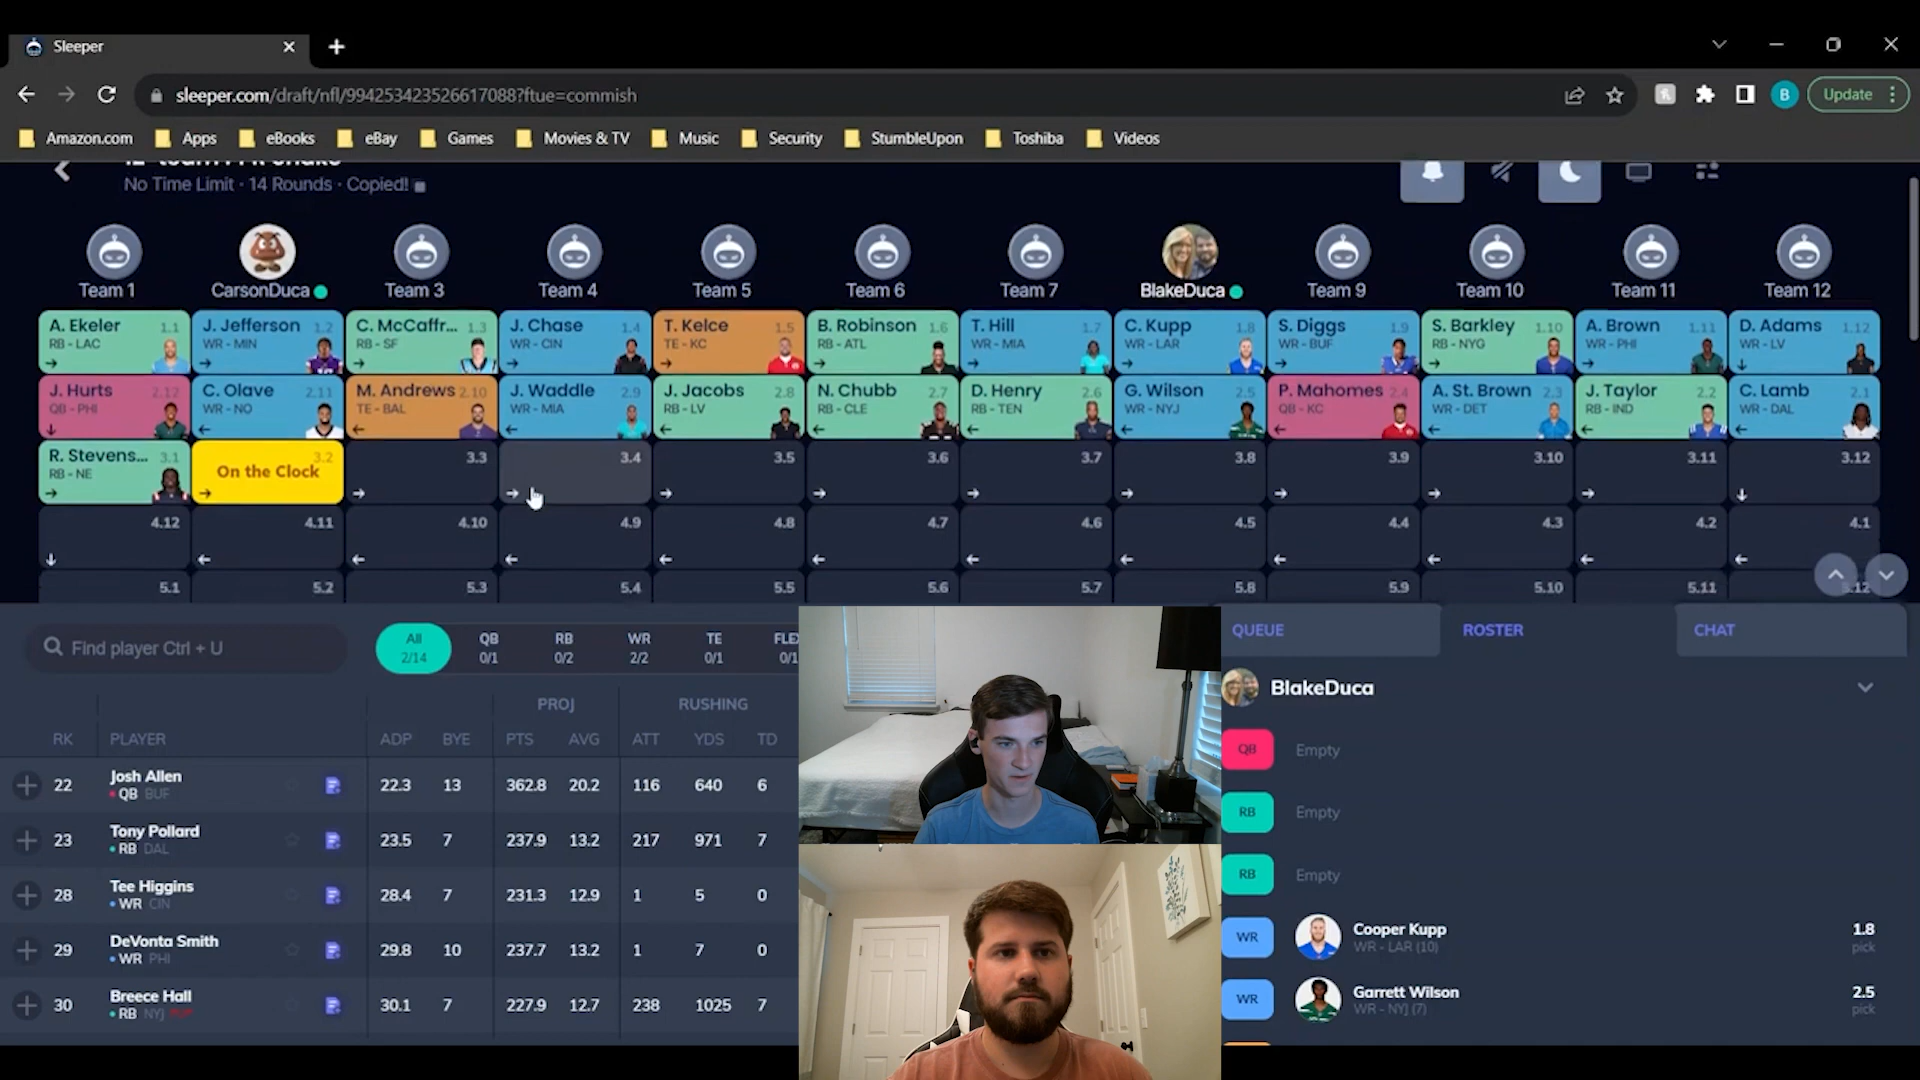 Sleeper
sleeper.com/draft/nfl/994253423526617088?ftue=commish
B
Update
Amazon.com
Apps
eBooks
eBay
Games
Movies & TV
Music
Security
StumbleUpon
Toshiba
Videos
No Time Limit · 14 Rounds · Copied!
Team 1
CarsonDuca
Team 3
Team 4
Team 5
Team 6
Team 7
BlakeDuca
Team 9
Team 10
Team 11
Team 12
A. Ekeler 1.1
RB - LAC
J. Jefferson 1.2
WR - MIN
C. McCaffr... 1.3
RB - SF
J. Chase 1.4
WR - CIN
T. Kelce 1.5
TE - KC
B. Robinson 1.6
RB - ATL
T. Hill 1.7
WR - MIA
C. Kupp 1.8
WR - LAR
S. Diggs 1.9
WR - BUF
S. Barkley 1.10
RB - NYG
A. Brown 1.11
WR - PHI
D. Adams 1.12
WR - LV
J. Hurts 2.12
QB - PHI
C. Olave 2.11
WR - NO
M. Andrews 2.10
TE - BAL
J. Waddle 2.9
WR - MIA
J. Jacobs 2.8
RB - LV
N. Chubb 2.7
RB - CLE
D. Henry 2.6
RB - TEN
G. Wilson 2.5
WR - NYJ
P. Mahomes 2.4
QB - KC
A. St. Brown 2.3
WR - DET
J. Taylor 2.2
RB - IND
C. Lamb 2.1
WR - DAL
R. Stevens... 3.1
RB - NE
3.2
On the Clock
3.3
3.4
3.5
3.6
3.7
3.8
3.9
3.10
3.11
3.12
4.12
4.11
4.10
4.9
4.8
4.7
4.6
4.5
4.4
4.3
4.2
4.1
5.1
5.2
5.3
5.4
5.5
5.6
5.7
5.8
5.9
5.10
5.11
5.12
Find player Ctrl + U
All
2/14
QB
0/1
RB
0/2
WR
2/2
TE
0/1
FLEX
0/1
PROJ
RUSHING
RK PLAYER ADP BYE PTS AVG ATT YDS TD
22 Josh Allen 22.3 13 362.8 20.2 116 640 6
QB BUF
23 Tony Pollard 23.5 7 237.9 13.2 217 971 7
RB DAL
28 Tee Higgins 28.4 7 231.3 12.9 1 5 0
WR CIN
29 DeVonta Smith 29.8 10 237.7 13.2 1 7 0
WR PHI
30 Breece Hall 30.1 7 227.9 12.7 238 1025 7
RB NYJ
QUEUE
ROSTER
CHAT
BlakeDuca
QB Empty
RB Empty
RB Empty
WR Cooper Kupp 1.8
WR - LAR (10) pick
WR Garrett Wilson 2.5
WR - NYJ (7) pick